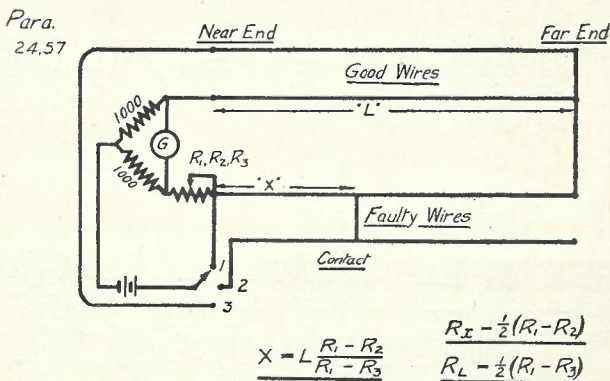 Para.
24,57
Near End
Far End
Good Wires
"L"
1000
G
1000
R₁, R₂, R₃
"X"
Faulty Wires
Contact
1
2
3
X = L (R₁ - R₂)/(R₁ - R₃)
Rx - ½(R₁-R₂)
RL - ½(R₁-R₃)